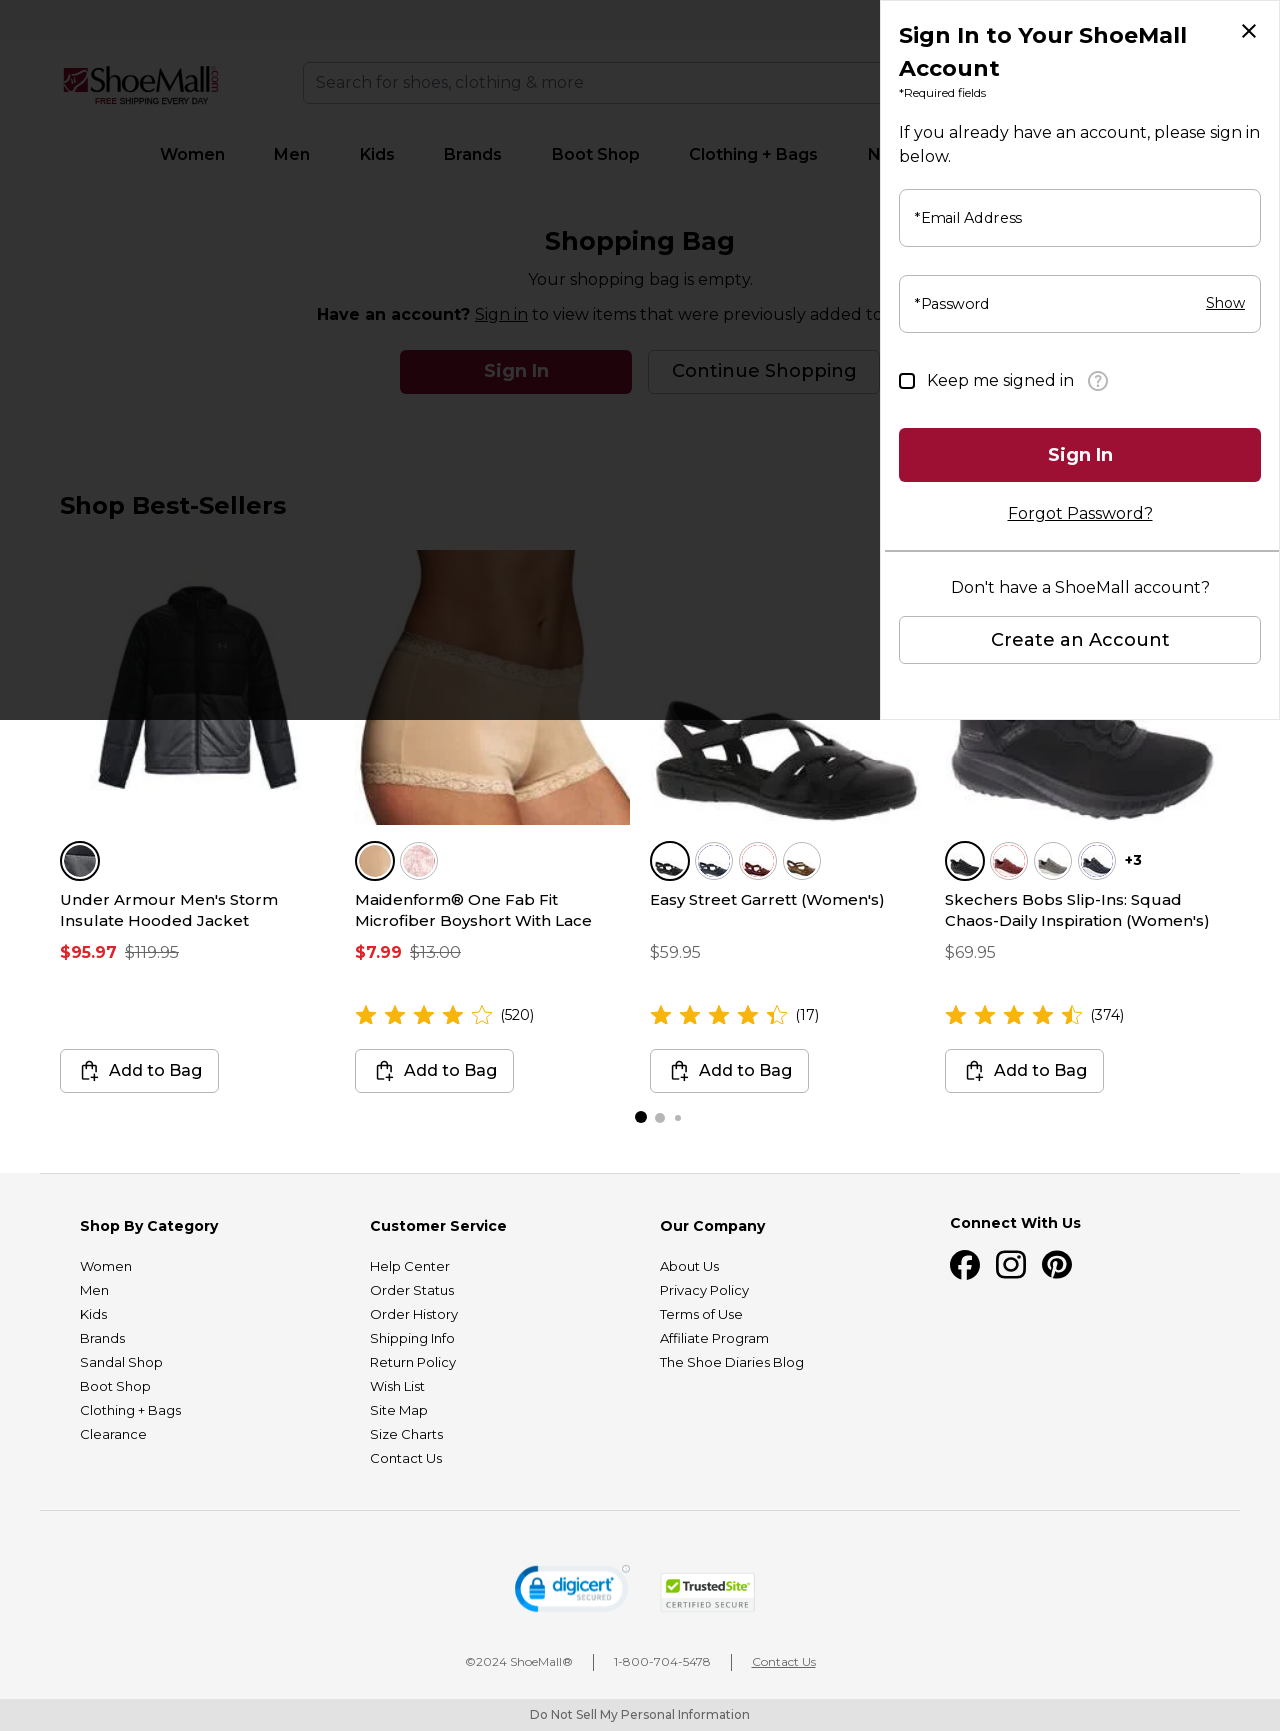 ShoeMall.com
FREE SHIPPING EVERY DAY
Search for shoes, clothing & more
Women Men Kids Brands Boot Shop Clothing + Bags N
Shopping Bag
Your shopping bag is empty.
Have an account? Sign in to view items that were previously added to
Sign In Continue Shopping
Sign In to Your ShoeMall
Account
*Required fields
If you already have an account, please sign in
below.
*Email Address
*Password Show
Keep me signed in ?
Sign In
Forgot Password?
Don't have a ShoeMall account?
Create an Account
Shop Best-Sellers
Under Armour Men's Storm
Insulate Hooded Jacket
$95.97 $119.95
Add to Bag
Maidenform® One Fab Fit
Microfiber Boyshort With Lace
$7.99 $13.00
(520)
Add to Bag
Easy Street Garrett (Women's)
$59.95
(17)
Add to Bag
+3
Skechers Bobs Slip-Ins: Squad
Chaos-Daily Inspiration (Women's)
$69.95
(374)
Add to Bag
Shop By Category
Women
Men
Kids
Brands
Sandal Shop
Boot Shop
Clothing + Bags
Clearance
Customer Service
Help Center
Order Status
Order History
Shipping Info
Return Policy
Wish List
Site Map
Size Charts
Contact Us
Our Company
About Us
Privacy Policy
Terms of Use
Affiliate Program
The Shoe Diaries Blog
Connect With Us
digicert
SECURED
TrustedSite
CERTIFIED SECURE
©2024 ShoeMall® 1-800-704-5478 Contact Us
Do Not Sell My Personal Information